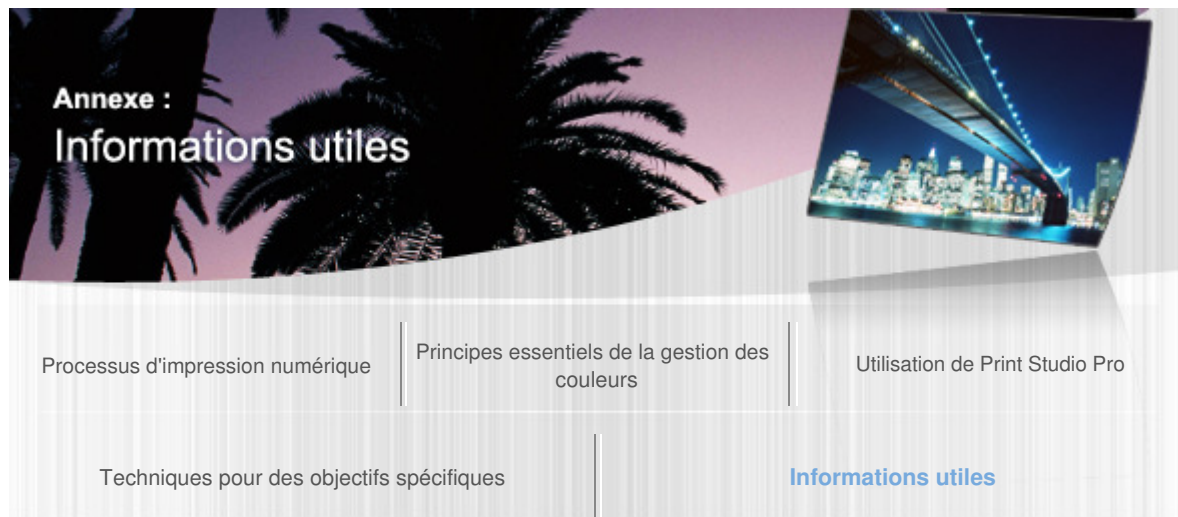 Annexe :
Informations utiles
Processus d'impression numérique
Principes essentiels de la gestion des
couleurs
Utilisation de Print Studio Pro
Techniques pour des objectifs spécifiques
Informations utiles